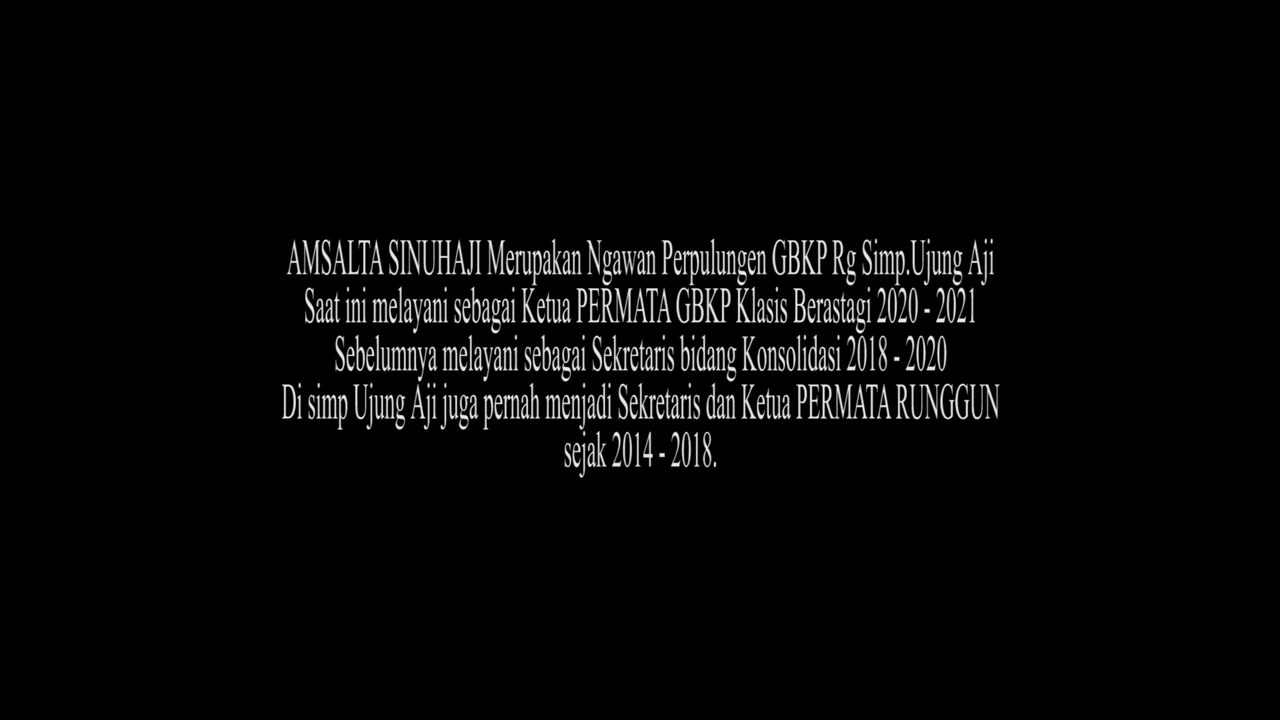 AMSALTA SINUHAJI Merupakan Ngawan Perpulungen GBKP Rg Simp.Ujung Aji
Saat ini melayani sebagai Ketua PERMATA GBKP Klasis Berastagi 2020 - 2021
Sebelumnya melayani sebagai Sekretaris bidang Konsolidasi 2018 - 2020
Di simp Ujung Aji juga pernah menjadi Sekretaris dan Ketua PERMATA RUNGGUN
sejak 2014 - 2018.